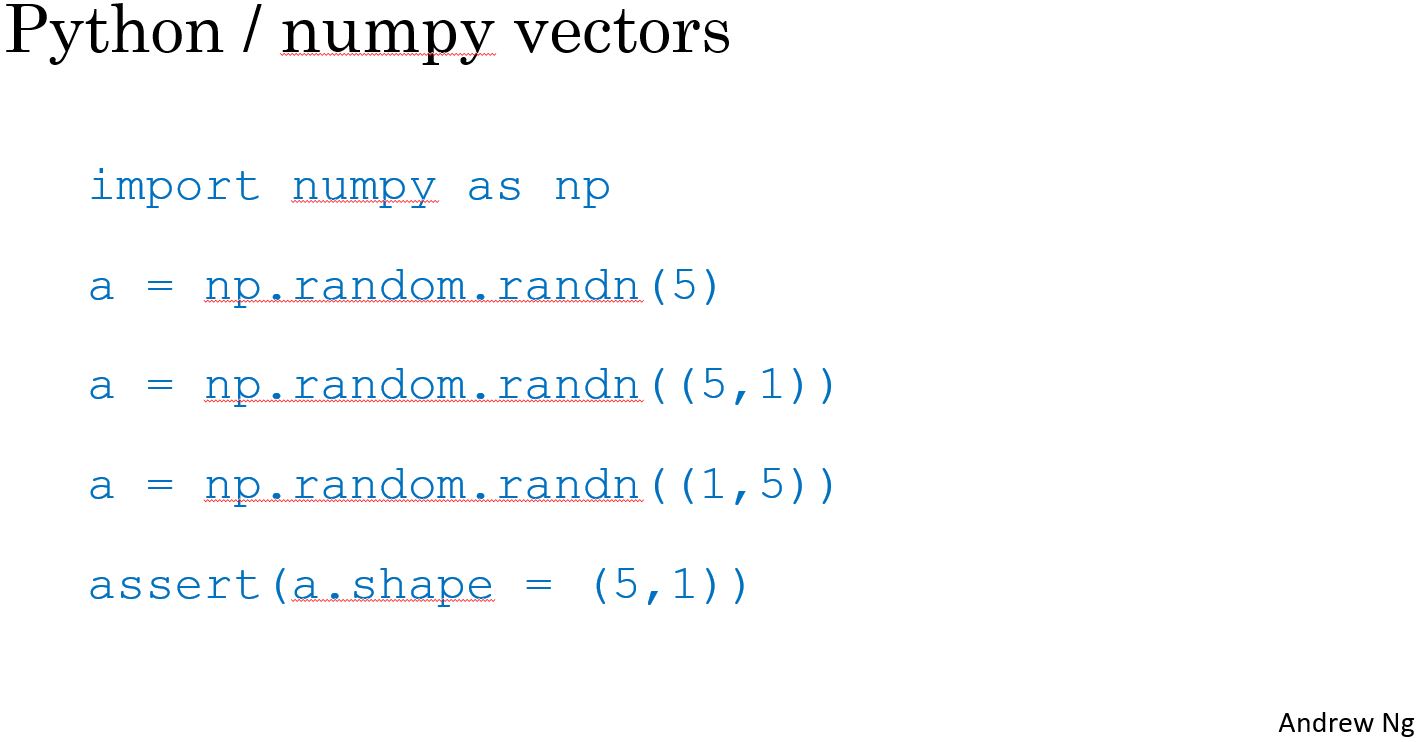 Python / numpy vectors
import numpy as np
a = np.random.randn(5)
a = np.random.randn((5,1))
a = np.random.randn((1,5))
assert(a.shape = (5,1))
Andrew Ng